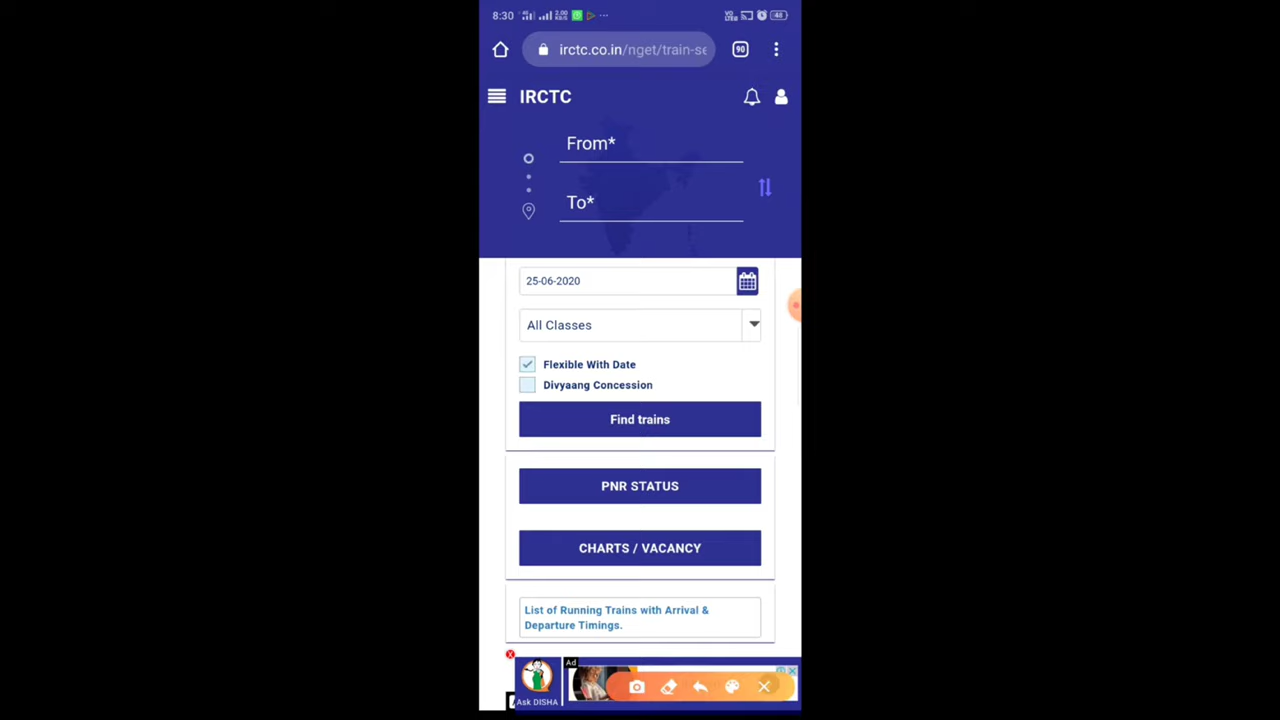 8:30
48
irctc.co.in/nget/train-se
90
IRCTC
From*
To*
25-06-2020
All Classes
Flexible With Date
Divyaang Concession
Find trains
PNR STATUS
CHARTS / VACANCY
List of Running Trains with Arrival &
Departure Timings.
X
Ad
Ask DISHA